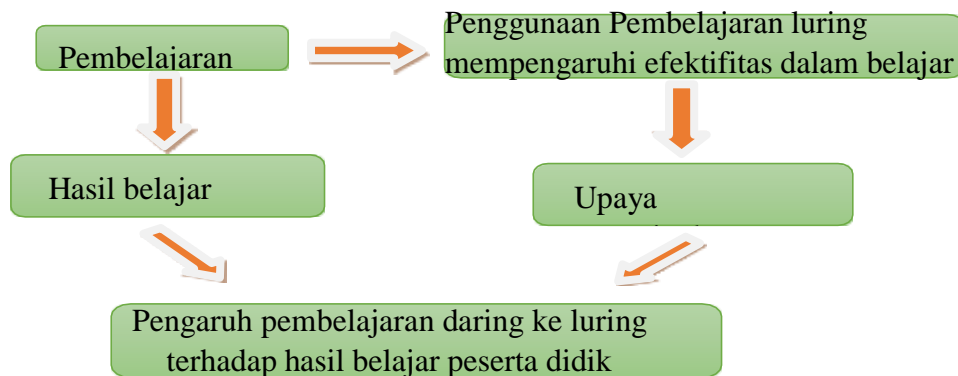 Pembelajaran
Penggunaan Pembelajaran luring
mempengaruhi efektifitas dalam belajar
Hasil belajar
Upaya
Pengaruh pembelajaran daring ke luring
terhadap hasil belajar peserta didik